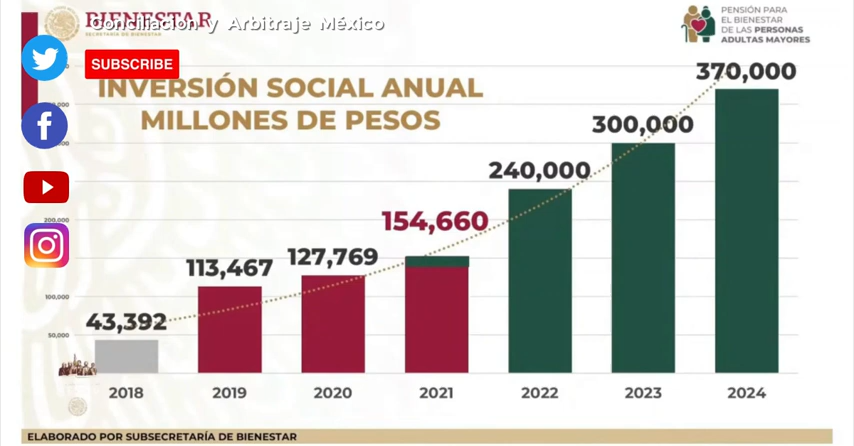 BIENESTAR
SECRETARÍA DE BIENESTAR
Conciliación y Arbitraje México
PENSIÓN PARA
EL BIENESTAR
DE LAS PERSONAS
ADULTAS MAYORES
SUBSCRIBE
INVERSIÓN SOCIAL ANUAL
MILLONES DE PESOS
370,000
300,000
240,000
154,660
127,769
113,467
43,392
200,000
100,000
50,000
2018 2019 2020 2021 2022 2023 2024
ELABORADO POR SUBSECRETARÍA DE BIENESTAR